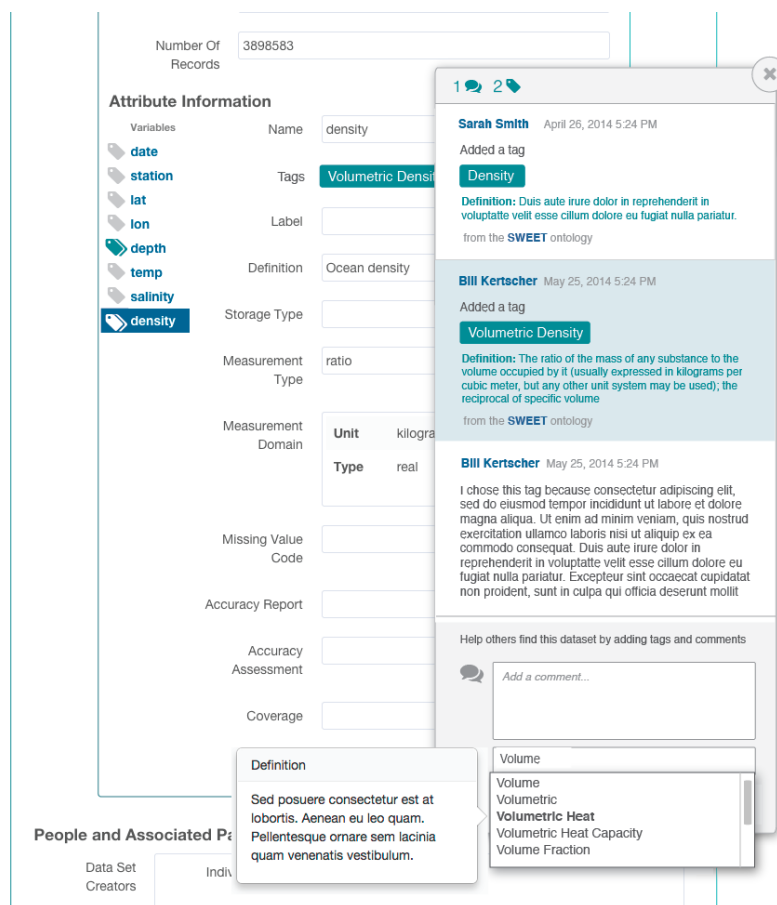 Number Of
Records
3898583
Attribute Information
Variables
date
station
lat
lon
depth
temp
salinity
density
Name
density
Tags
Volumetric Densit
Label
Definition
Ocean density
Storage Type
Measurement
Type
ratio
Measurement
Domain
Unit
kilogra
Type
real
Missing Value
Code
Accuracy Report
Accuracy
Assessment
Coverage
1 2
Sarah Smith April 26, 2014 5:24 PM
Added a tag
Density
Definition: Duis aute irure dolor in reprehenderit in
voluptatte velit esse cillum dolore eu fugiat nulla pariatur.
from the SWEET ontology
Bill Kertscher May 25, 2014 5:24 PM
Added a tag
Volumetric Density
Definition: The ratio of the mass of any substance to the
volume occupied by it (usually expressed in kilograms per
cubic meter, but any other unit system may be used); the
reciprocal of specific volume
from the SWEET ontology
Bill Kertscher May 25, 2014 5:24 PM
I chose this tag because consectetur adipiscing elit,
sed do eiusmod tempor incididunt ut labore et dolore
magna aliqua. Ut enim ad minim veniam, quis nostrud
exercitation ullamco laboris nisi ut aliquip ex ea
commodo consequat. Duis aute irure dolor in
reprehenderit in voluptatte velit esse cillum dolore eu
fugiat nulla pariatur. Excepteur sint occaecat cupidatat
non proident, sunt in culpa qui officia deserunt mollit
Help others find this dataset by adding tags and comments
Add a comment...
Volume
Volume
Volumetric
Volumetric Heat
Volumetric Heat Capacity
Volume Fraction
Definition
Sed posuere consectetur est at
lobortis. Aenean eu leo quam.
Pellentesque ornare sem lacinia
quam venenatis vestibulum.
People and Associated Pa
Data Set
Creators
Indiv